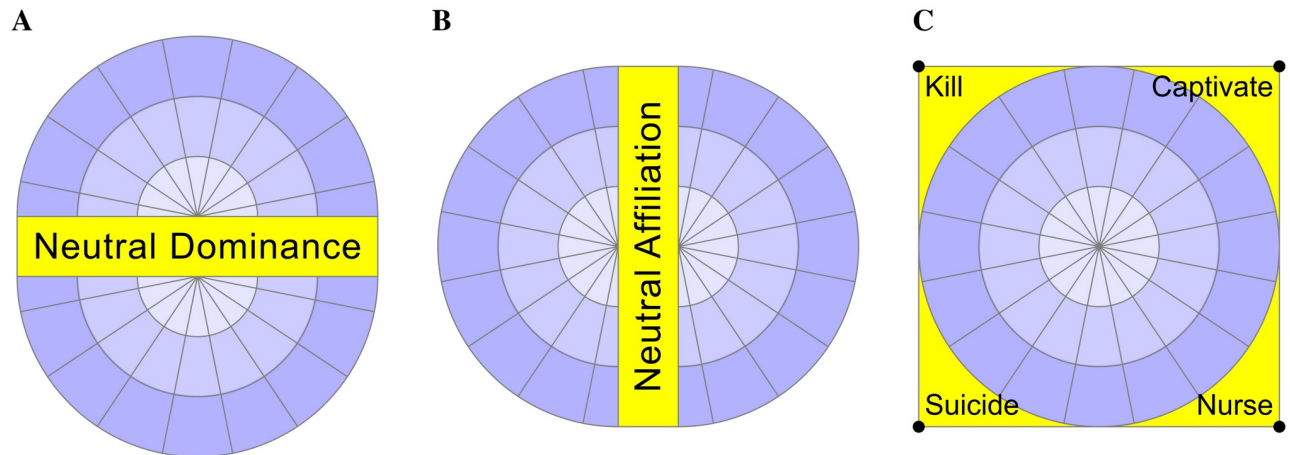 A
B
C
Neutral Dominance
Neutral Affiliation
Kill
Captivate
Suicide
Nurse